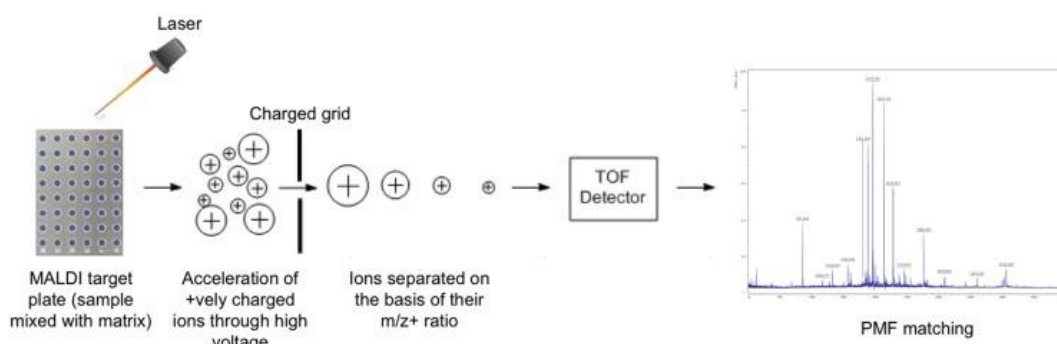 Laser
Charged grid
TOF
Detector
MALDI target
plate (sample
mixed with matrix)
Acceleration of
+vely charged
ions through high
voltage
Ions separated on
the basis of their
m/z+ ratio
PMF matching